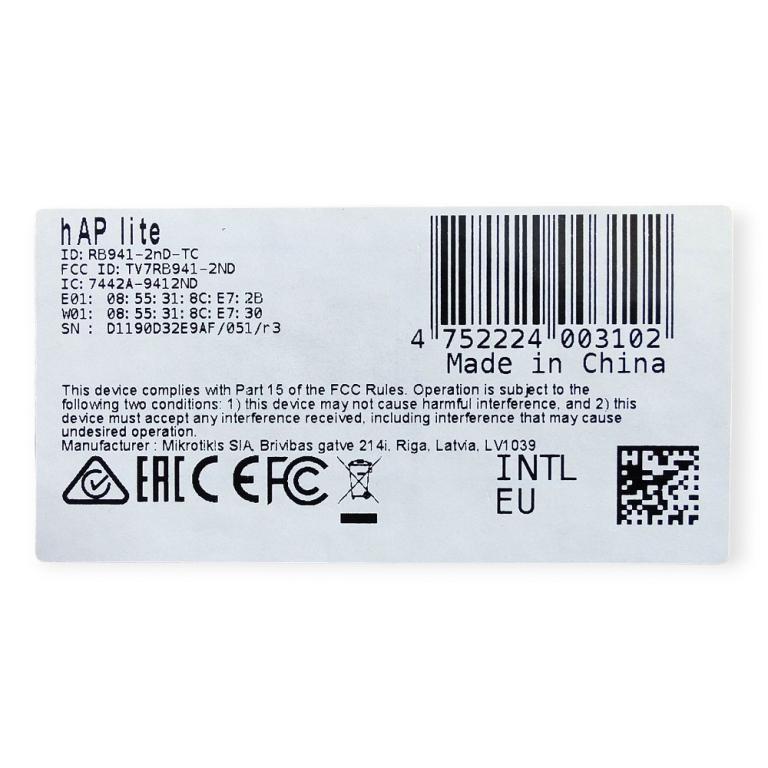 hAP lite
ID: RB941-2nD-TC
FCC ID: TV7RB941-2ND
IC: 7442A-9412ND
E01: 08:55:31:8C:E7:2B
W01: 08:55:31:8C:E7:30
SN : D1190D32E9AF/051/r3
4 752224 003102
Made in China
This device complies with Part 15 of the FCC Rules. Operation is subject to the
following two conditions: 1) this device may not cause harmful interference, and 2) this
device must accept any interference received, including interference that may cause
undesired operation.
Manufacturer : Mikrotikls SIA, Brivibas gatve 214i, Riga, Latvia, LV1039
EAC CE FC
INTL
EU